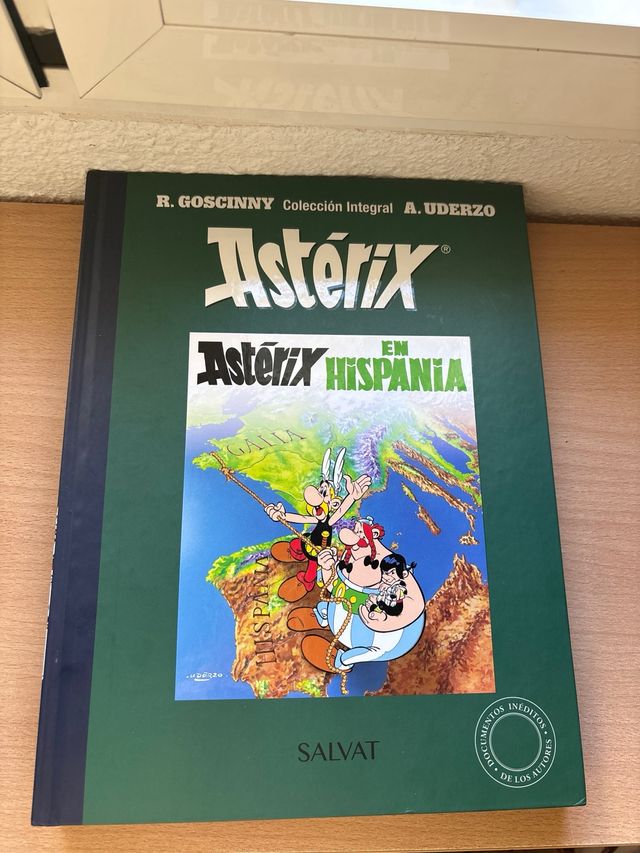 R. GOSCINNY Colección Integral A. UDERZO
Astérix®
Astérix EN HISPANIA
GALIA
HISPANIA
UDERZO
SALVAT
DOCUMENTOS INÉDITOS
DE LOS AUTORES